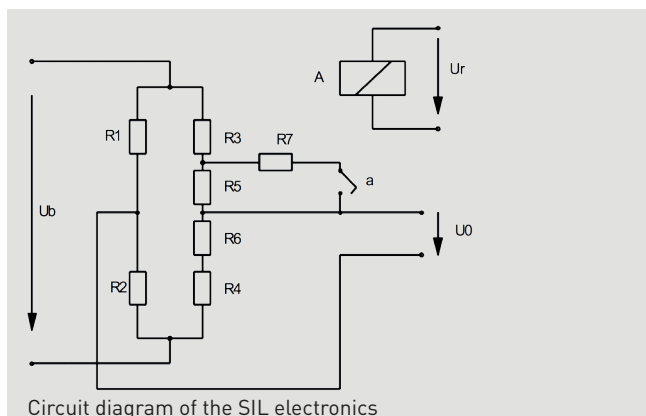 A
Ur
R1
R3
R7
R5
a
Ub
R6
U0
R2
R4
Circuit diagram of the SIL electronics